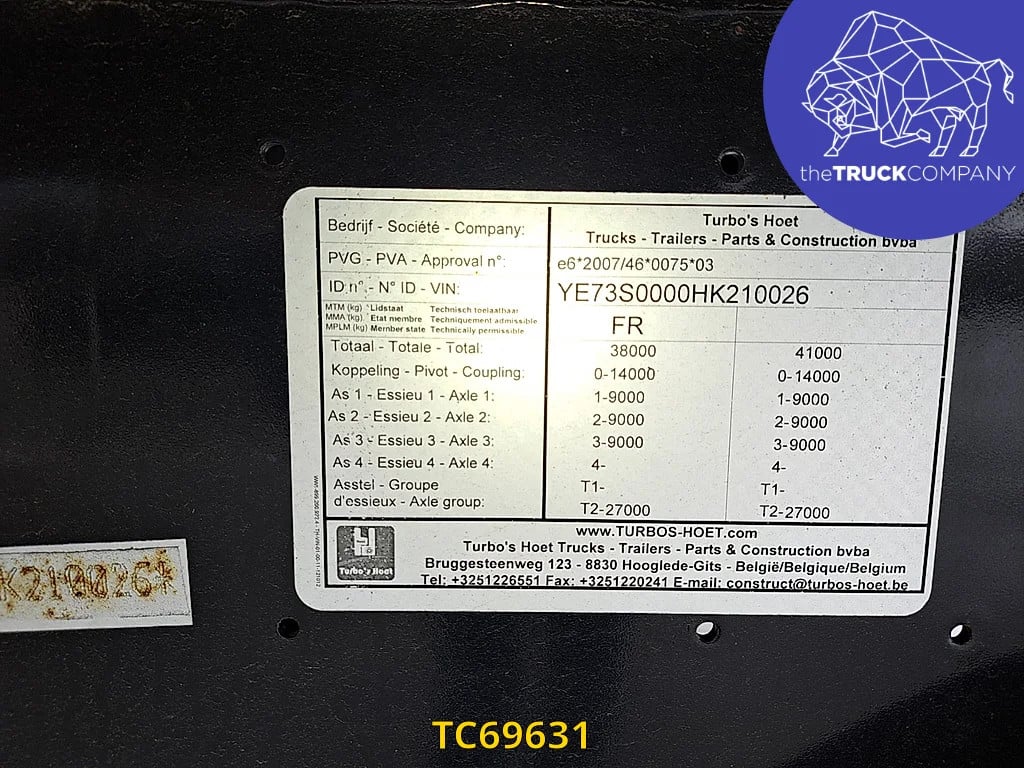 theTRUCKCOMPANY
Bedrijf - Société - Company: Turbo's Hoet
Trucks - Trailers - Parts & Construction bvba
PVG - PVA - Approval n°: e6*2007/46*0075*03
ID.n°.- N° ID - VIN: YE73S0000HK210026
MTM (kg) Lidstaat Technisch toelaatbaar
MMA (kg) Etat membre Techniquement admissible
MPLM (kg) Member state Technically permissible
FR
Totaal - Totale - Total: 38000 41000
Koppeling - Pivot - Coupling: 0-14000 0-14000
As 1 - Essieu 1 - Axle 1: 1-9000 1-9000
As 2 - Essieu 2 - Axle 2: 2-9000 2-9000
As 3 - Essieu 3 - Axle 3: 3-9000 3-9000
As 4 - Essieu 4 - Axle 4: 4- 4-
Asstel - Groupe T1- T1-
d'essieux - Axle group: T2-27000 T2-27000
Turbo's Hoet
www.TURBOS-HOET.com
Turbo's Hoet Trucks - Trailers - Parts & Construction bvba
Bruggesteenweg 123 - 8830 Hooglede-Gits - België/Belgique/Belgium
Tel: +3251226551 Fax: +3251220241 E-mail: construct@turbos-hoet.be
K210026*
TC69631